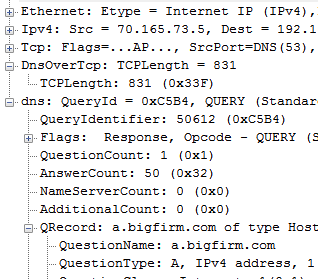 Ethernet: Etype = Internet IP (IPv4),
Ipv4: Src = 70.165.73.5, Dest = 192.1
Tcp: Flags=...AP..., SrcPort=DNS(53),
DnsOverTcp: TCPLength = 831
TCPLength: 831 (0x33F)
dns: QueryId = 0xC5B4, QUERY (Standar
QueryIdentifier: 50612 (0xC5B4)
Flags:  Response, Opcode - QUERY (S
QuestionCount: 1 (0x1)
AnswerCount: 50 (0x32)
NameServerCount: 0 (0x0)
AdditionalCount: 0 (0x0)
QRecord: a.bigfirm.com of type Host
QuestionName: a.bigfirm.com
QuestionType: A, IPv4 address, 1